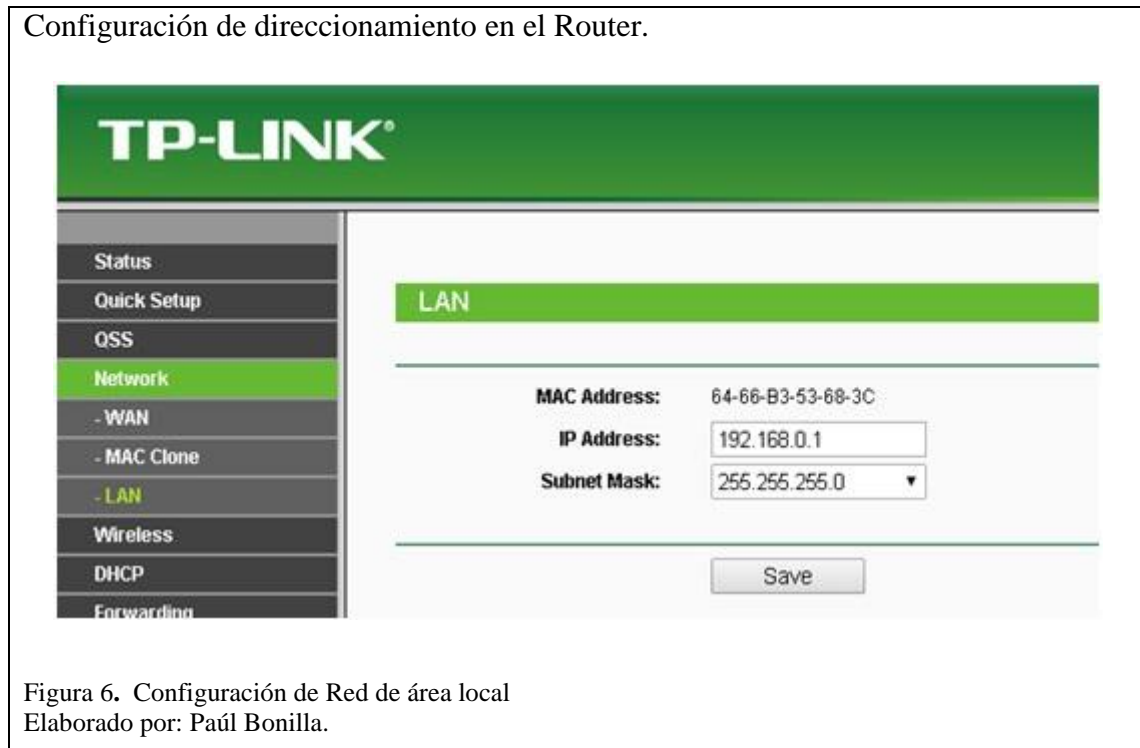 Configuración de direccionamiento en el Router.
TP-LINK®
Status
Quick Setup
QSS
Network
- WAN
- MAC Clone
- LAN
Wireless
DHCP
Forwarding
LAN
MAC Address: 64-66-B3-53-68-3C
IP Address: 192.168.0.1
Subnet Mask: 255.255.255.0
Save
Figura 6. Configuración de Red de área local
Elaborado por: Paúl Bonilla.